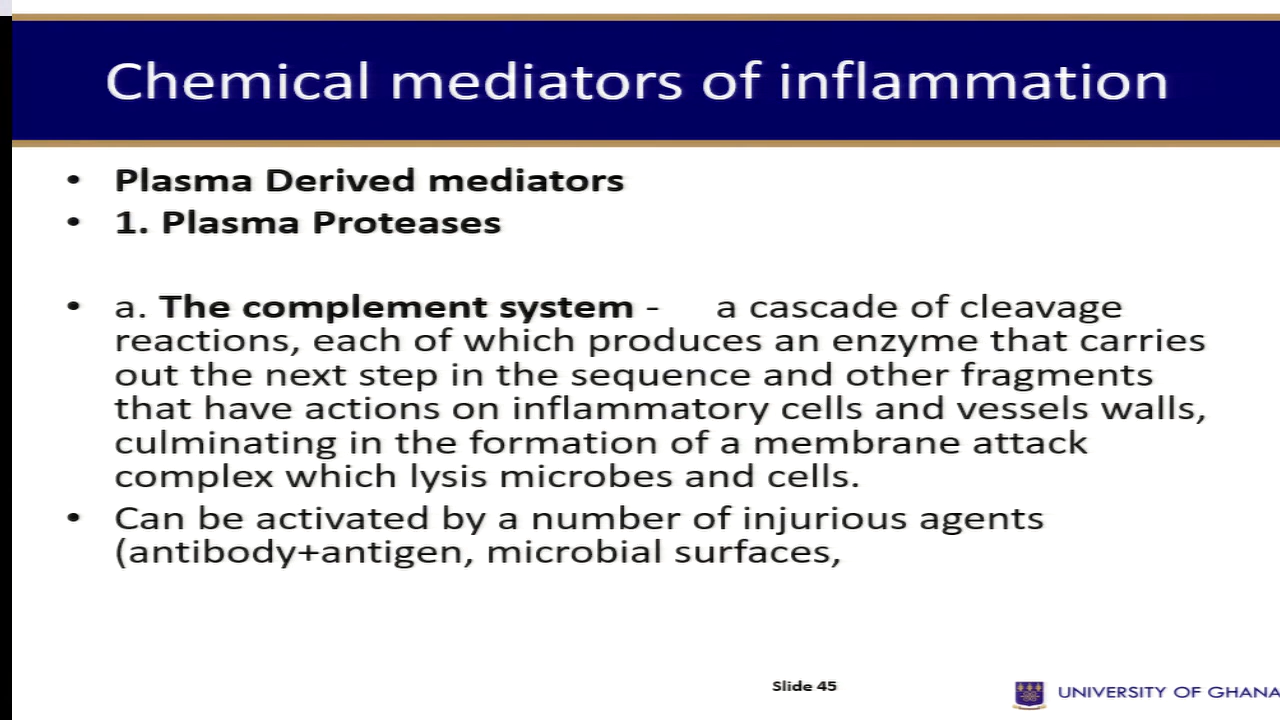 Chemical mediators of inflammation
• Plasma Derived mediators
• 1. Plasma Proteases
• a. The complement system - a cascade of cleavage
reactions, each of which produces an enzyme that carries
out the next step in the sequence and other fragments
that have actions on inflammatory cells and vessels walls,
culminating in the formation of a membrane attack
complex which lysis microbes and cells.
• Can be activated by a number of injurious agents
(antibody+antigen, microbial surfaces,
Slide 45
UNIVERSITY OF GHANA